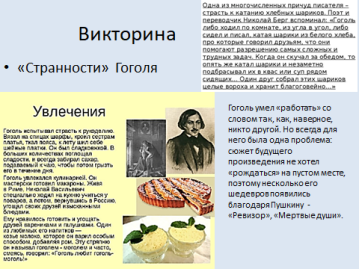 Викторина
• «Странности» Гоголя
Одна из многочисленных причуд писателя –
страсть к катанию хлебных шариков. Поэт и
переводчик Николай Берг вспоминал: «Гоголь
либо ходил по комнате, из угла в угол, либо
сидел и писал, катая шарики из белого хлеба,
про которые говорил друзьям, что они
помогают разрешению самых сложных и
трудных задач. Когда он скучал за обедом, то
опять же катал шарики и незаметно
подбрасывал их в квас или суп рядом
сидящих... Один друг собрал этих шариков
целые вороха и хранит благоговейно...»
Увлечения
Гоголь испытывал страсть к рукоделию.
Вязал на спицах шарфы, кроил сестрам
платья, ткал пояса, к лету шил себе
шейные платки. Он был сладкоежкой. В
больших количествах поглощал
сладости, и всегда забирал сахар,
подаваемый к чаю, чтобы потом грызть
его в течение дня.
Гоголь увлекался кулинарией. Он
мастерски готовил макароны. Живя
в Риме, Николай Васильевич
специально ходил на кухню учиться у
поваров, а потом, вернувшись в Россию,
угощал своих друзей изысканными
блюдами.
Ему нравилось готовить и угощать
друзей варениками и галушками. Один
из любимых его напитков —
козье молоко, которое он варил особым
способом, добавляя ром. Эту стряпню
он называл гоголем - моголем и часто,
смеясь, говорил: «Гоголь любит гоголь-
моголь!»
Гоголь умел «работать» со
словом так, как, наверное,
никто другой. Но всегда для
него была одна проблема:
сюжет будущего
произведения не хотел
«рождаться» на пустом месте,
поэтому несколько его
шедевров появились
благодаряПушкину -
«Ревизор», «Мертвые души».